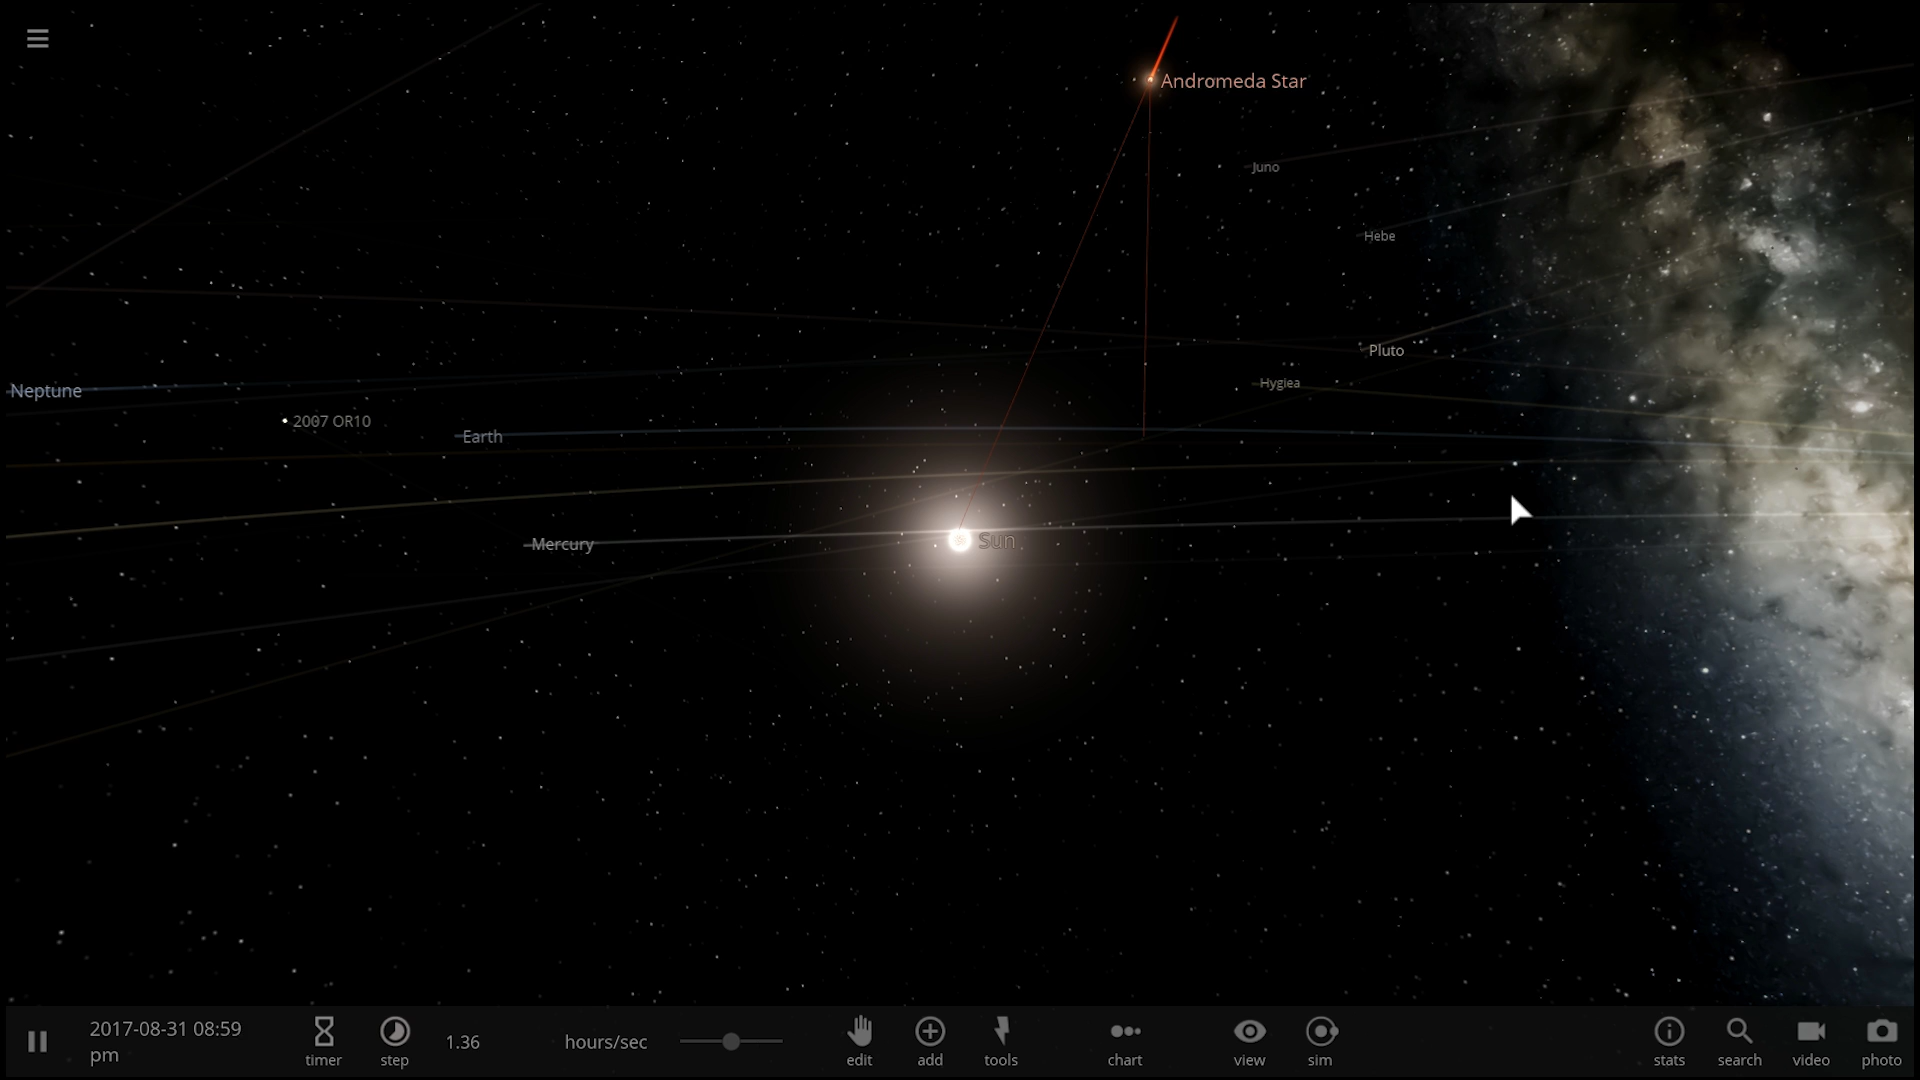 Andromeda Star
Juno
Hebe
Pluto
Hygiea
Neptune
2007 OR10
Earth
Mercury
Sun
2017-08-31 08:59
pm
timer
step
1.36
hours/sec
edit
add
tools
chart
view
sim
stats
search
video
photo